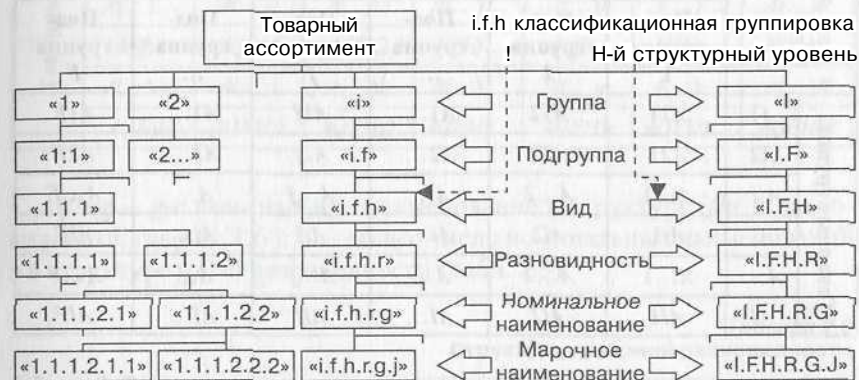 Товарный
ассортимент
i.f.h классификационная группировка
Н-й структурный уровень
«1» «2» «i» Группа «I»
«1:1» «2...» «i.f» Подгруппа «I.F»
«1.1.1» «i.f.h» Вид «I.F.H»
«1.1.1.1» «1.1.1.2» «i.f.h.r» Разновидность «I.F.H.R»
«1.1.1.2.1» «1.1.1.2.2» «i.f.h.r.g» Номинальное
наименование «I.F.H.R.G»
«1.1.1.2.1.1» «1.1.1.2.2.2» «i.f.h.r.g.j» Марочное
наименование «I.F.H.R.G.J»